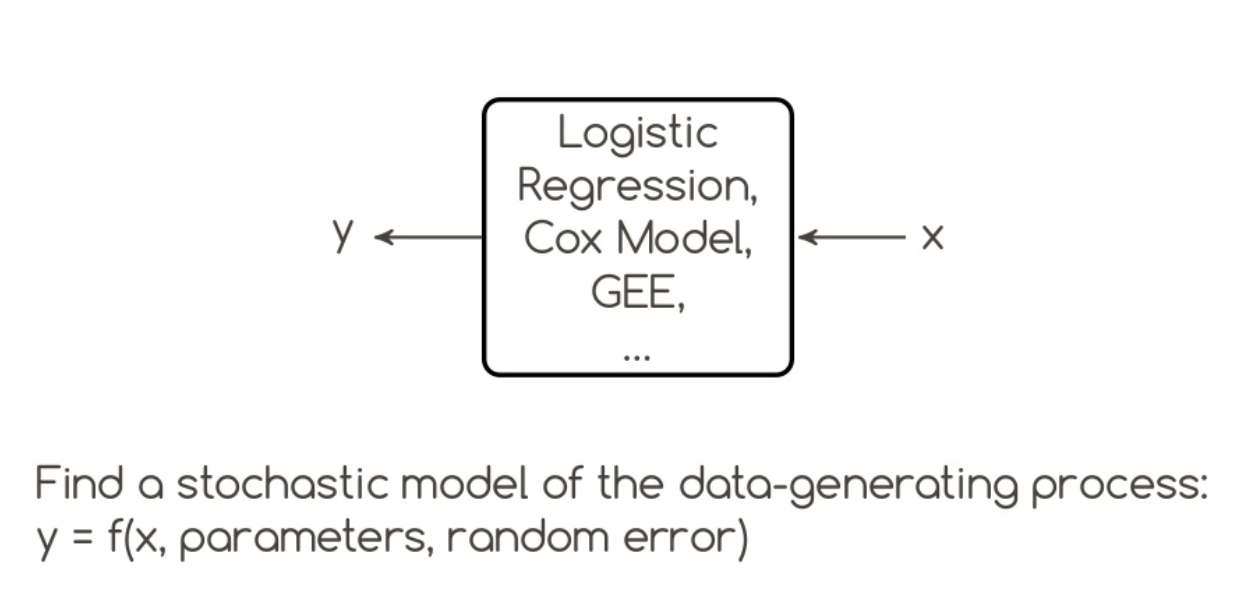 Logistic
Regression,
y
Cox Model,
x
GEE,
...
Find a stochastic model of the data-generating process:
y = f(x, parameters, random error)